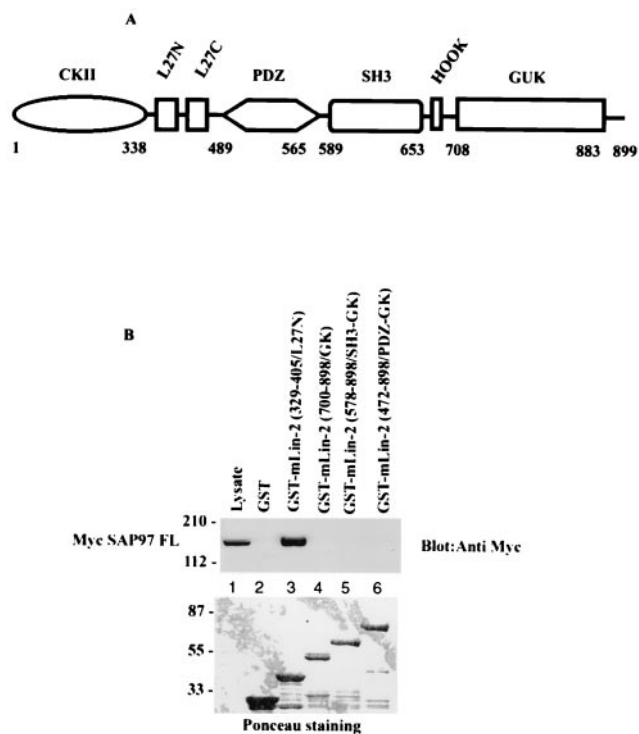 A
CKII L27N L27C PDZ SH3 HOOK GUK
1 338 489 565 589 653 708 883 899
B
Lysate
GST
GST-mLin-2 (329-405/L27N)
GST-mLin-2 (700-898/GK)
GST-mLin-2 (578-898/SH3-GK)
GST-mLin-2 (472-898/PDZ-GK)
210 -
Myc SAP97 FL Blot:Anti Myc
112 -
1 2 3 4 5 6
87 -
55 -
33 -
Ponceau staining